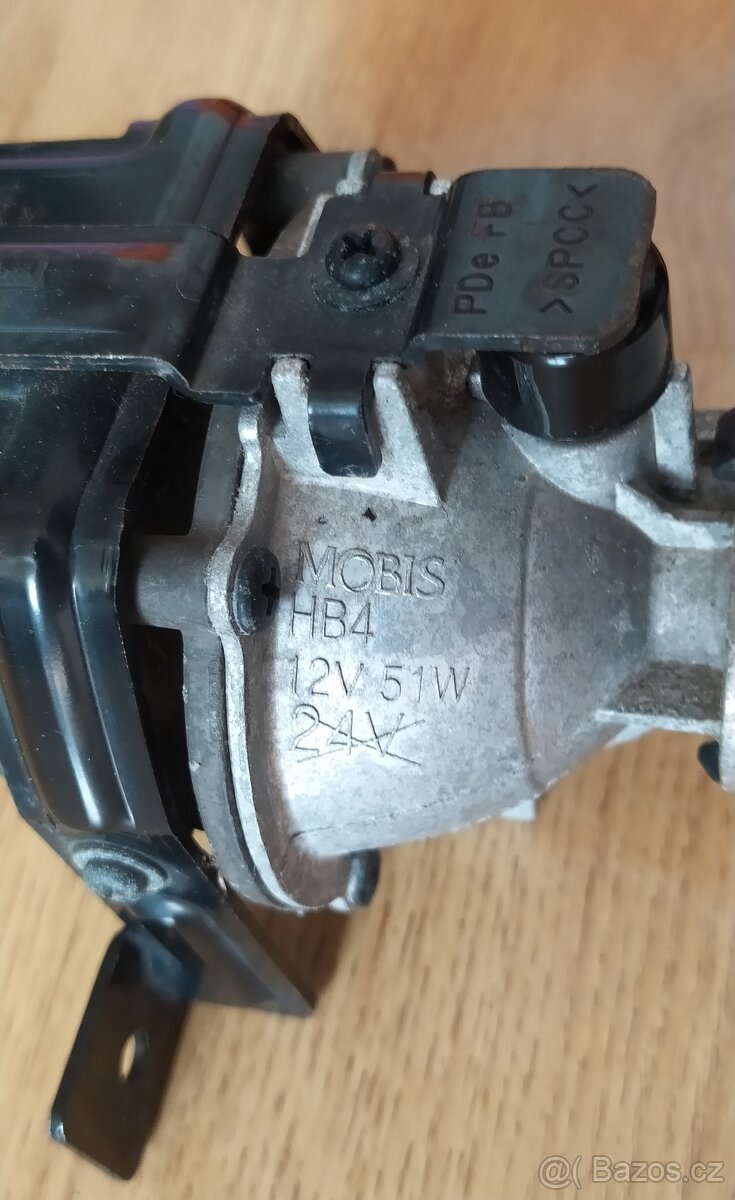 PDe FB
>SPCC<
MOBIS
HB4
12V 51W
24V
@( Bazos.cz